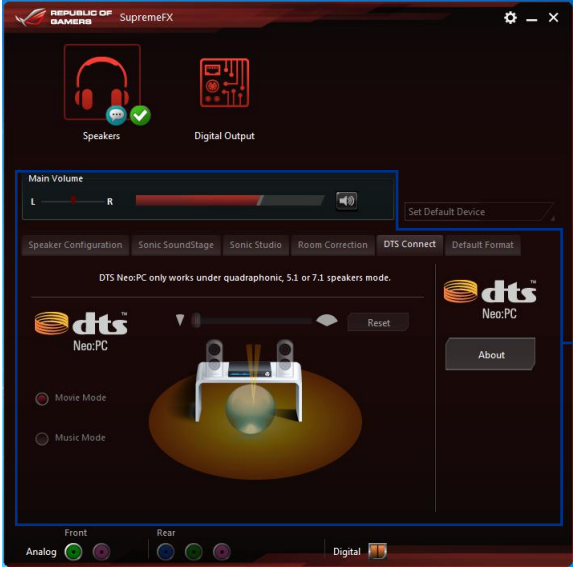 REPUBLIC OF
GAMERS
SupremeFX
Speakers
Digital Output
Main Volume
L
R
Set Default Device
Speaker Configuration
Sonic SoundStage
Sonic Studio
Room Correction
DTS Connect
Default Format
DTS Neo:PC only works under quadraphonic, 5.1 or 7.1 speakers mode.
dts™
Neo:PC
Reset
dts
Neo:PC
About
Movie Mode
Music Mode
Front
Rear
Analog
Digital